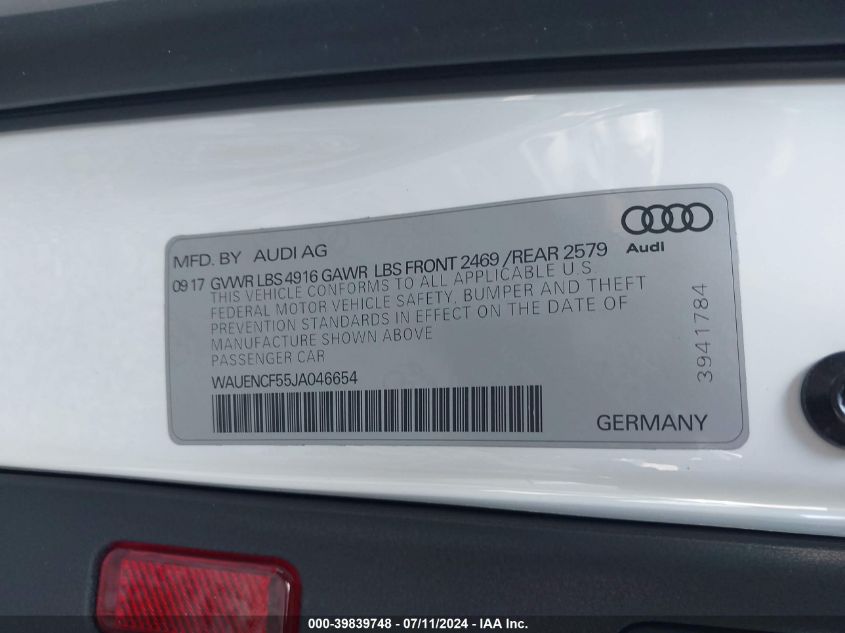 Audi
MFD. BY AUDI AG
09 17 GVWR LBS 4916 GAWR LBS FRONT 2469 /REAR 2579
THIS VEHICLE CONFORMS TO ALL APPLICABLE U.S
FEDERAL MOTOR VEHICLE SAFETY, BUMPER AND THEFT
PREVENTION STANDARDS IN EFFECT ON THE DATE OF
MANUFACTURE SHOWN ABOVE
PASSENGER CAR
WAUENCF55JA046654
GERMANY
3941784
000-39839748 - 07/11/2024 - IAA Inc.